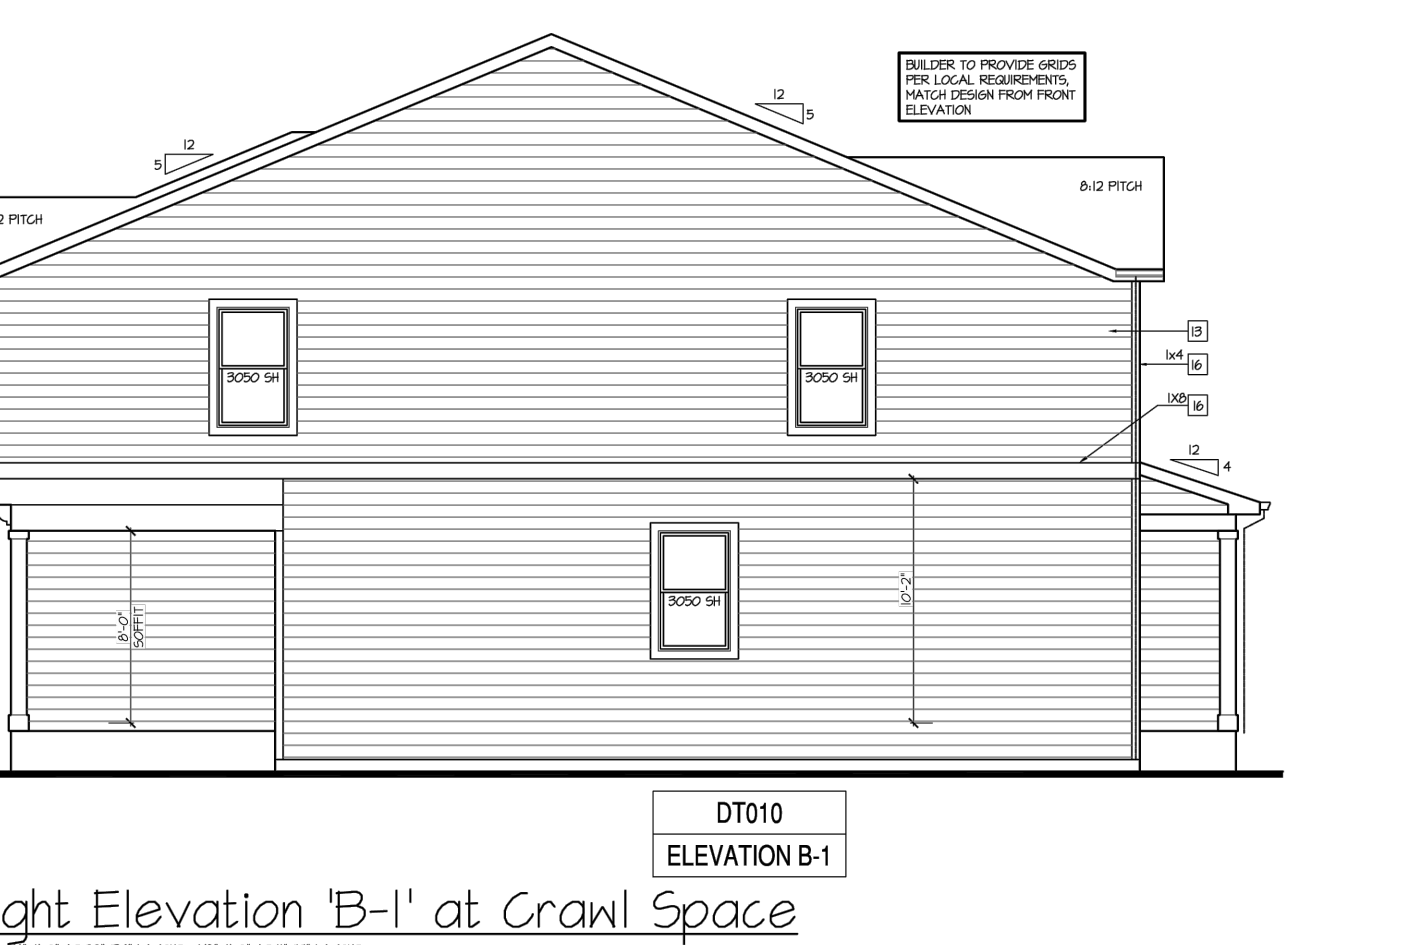 BUILDER TO PROVIDE GRIDS
PER LOCAL REQUIREMENTS,
MATCH DESIGN FROM FRONT
ELEVATION
12
5
12
5
8:12 PITCH
2 PITCH
13
1x4
16
1X8
16
3050 SH
3050 SH
12
4
3050 SH
10'-2"
8'-0"
SOFFIT
DT010
ELEVATION B-1
ght Elevation 'B-1' at Crawl Space